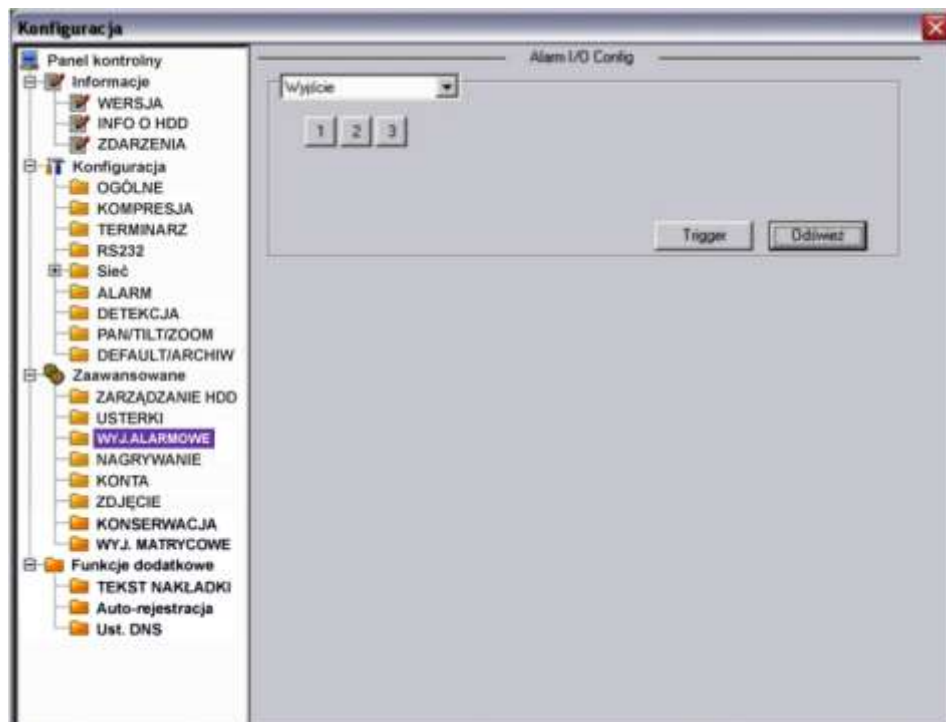 Konfiguracja
Panel kontrolny
Informacje
WERSJA
INFO O HDD
ZDARZENIA
Konfiguracja
OGÓLNE
KOMPRESJA
TERMINARZ
RS232
Sieć
ALARM
DETEKCJA
PAN/TILT/ZOOM
DEFAULT/ARCHIW
Zaawansowane
ZARZĄDZANIE HDD
USTERKI
WYJ.ALARMOWE
NAGRYWANIE
KONTA
ZDJĘCIE
KONSERWACJA
WYJ. MATRYCOWE
Funkcje dodatkowe
TEKST NAKŁADKI
Auto-rejestracja
Ust. DNS
Alarm I/O Config
Wyjście
1 2 3
Trigger Odśwież